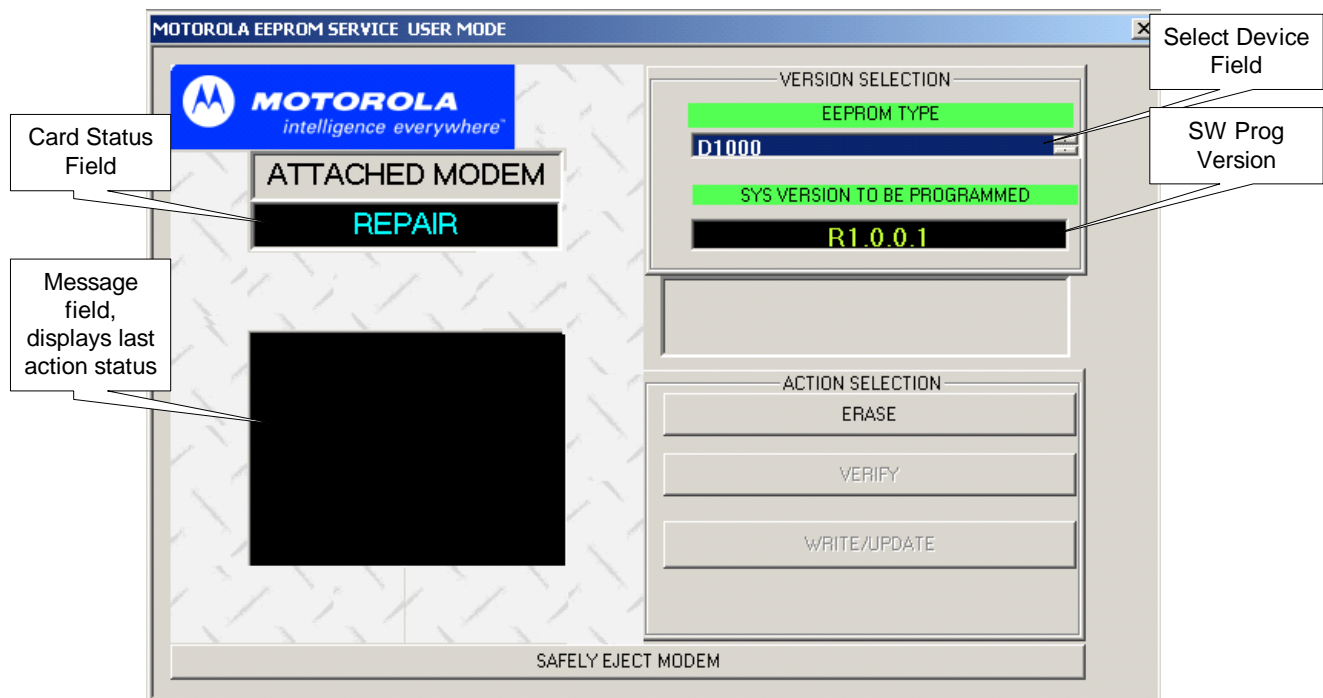 MOTOROLA EEPROM SERVICE USER MODE
Select Device
Field
SW Prog
Version
Card Status
Field
Message
field,
displays last
action status
MOTOROLA
intelligence everywhere™
ATTACHED MODEM
REPAIR
VERSION SELECTION
EEPROM TYPE
D1000
SYS VERSION TO BE PROGRAMMED
R1.0.0.1
ACTION SELECTION
ERASE
VERIFY
WRITE/UPDATE
SAFELY EJECT MODEM